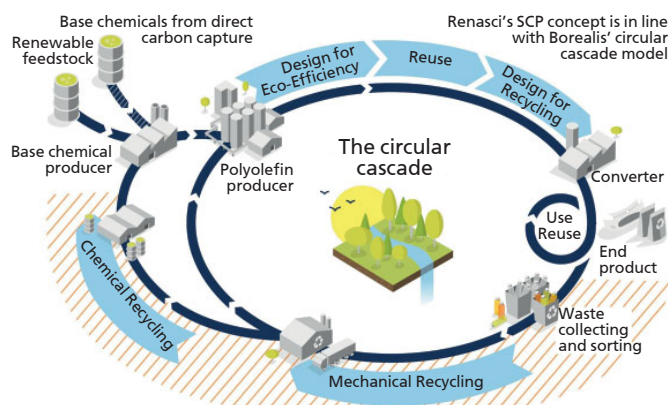 Base chemicals from direct
carbon capture
Renewable
feedstock
Renasci's SCP concept is in line
with Borealis' circular
cascade model
Design for
Eco-Efficiency
Reuse
Design for
Recycling
Base chemical
producer
Polyolefin
producer
The circular
cascade
Converter
Use
Reuse
End
product
Chemical Recycling
Waste
collecting
and sorting
Mechanical Recycling